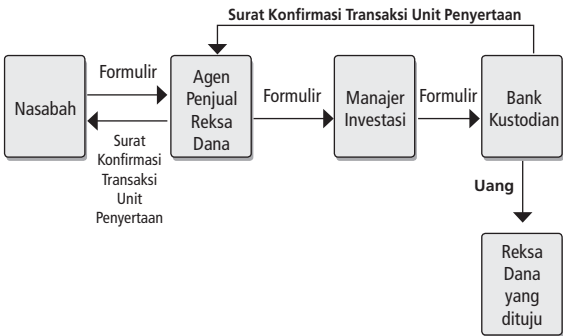 Surat Konfirmasi Transaksi Unit Penyertaan
Nasabah
Formulir
Surat
Konfirmasi
Transaksi
Unit
Penyertaan
Agen
Penjual
Reksa
Dana
Formulir
Manajer
Investasi
Formulir
Bank
Kustodian
Uang
Reksa
Dana
yang
dituju